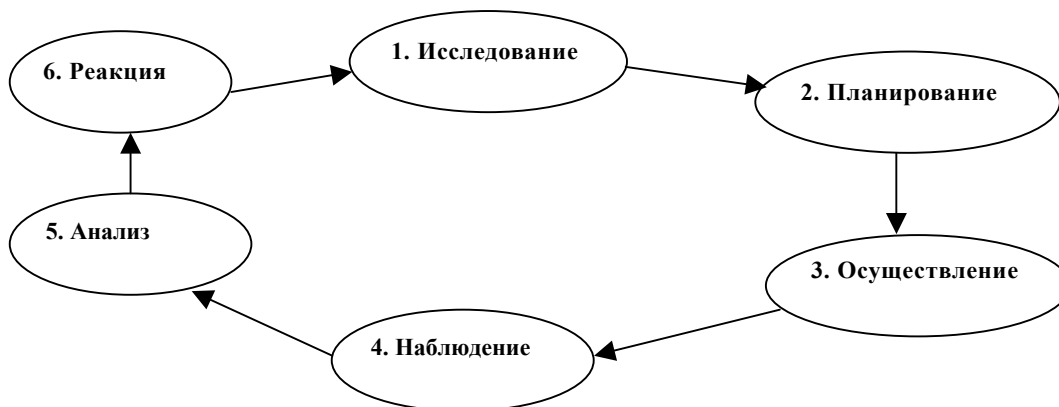 1. Исследование
2. Планирование
3. Осуществление
4. Наблюдение
5. Анализ
6. Реакция